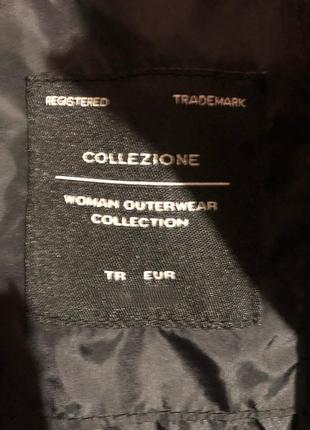 REGISTERED TRADEMARK
COLLEZIONE
WOMAN OUTERWEAR
COLLECTION
TR EUR